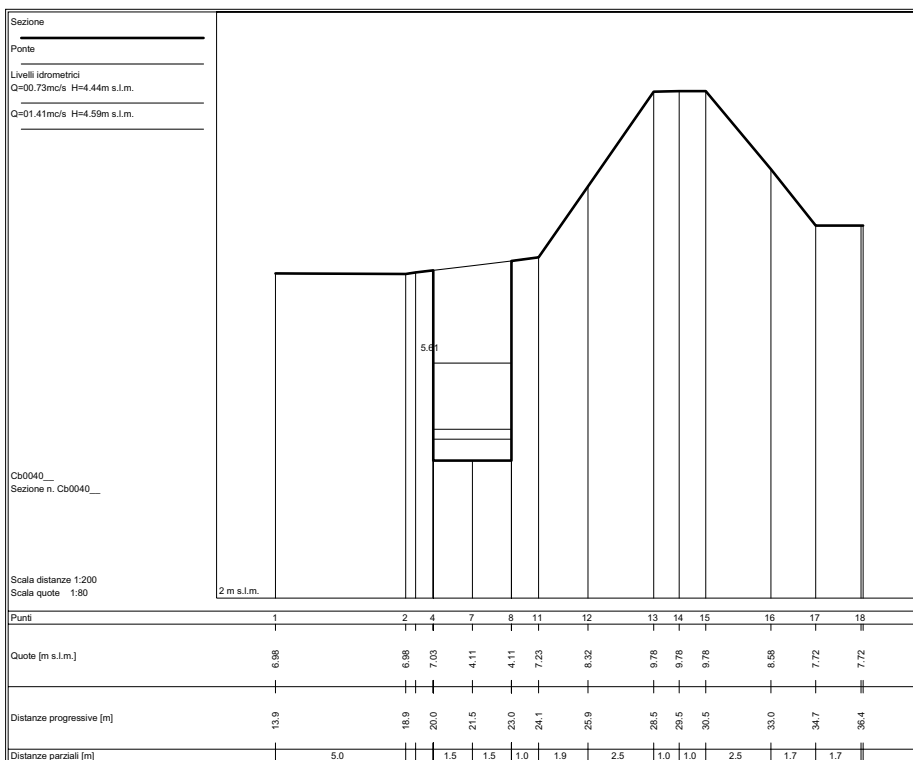 Sezione
Ponte
Livelli idrometrici
Q=00.73mc/s H=4.44m s.l.m.
Q=01.41mc/s H=4.59m s.l.m.
5.61
Cb0040__
Sezione n. Cb0040__
Scala distanze 1:200
Scala quote 1:80
2 m s.l.m.
Punti 1 2 4 7 8 11 12 13 14 15 16 17 18
Quote [m s.l.m.] 6.98 6.98 7.03 4.11 4.11 7.23 8.32 9.78 9.78 9.78 8.58 7.72 7.72
Distanze progressive [m] 13.9 18.9 20.0 21.5 23.0 24.1 25.9 28.5 29.5 30.5 33.0 34.7 36.4
Distanze parziali [m] 5.0 1.5 1.5 1.0 1.9 2.5 1.0 1.0 2.5 1.7 1.7